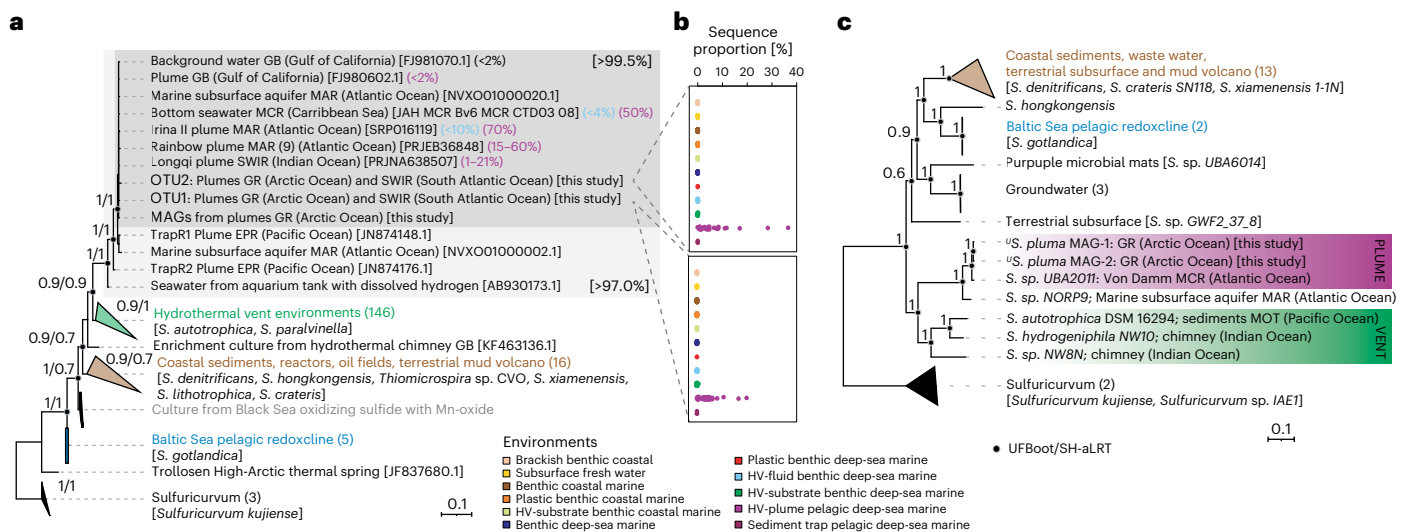 a
Background water GB (Gulf of California) [FJ981070.1] (<2%)
[>99.5%]
Plume GB (Gulf of California) [FJ980602.1] (<2%)
Marine subsurface aquifer MAR (Atlantic Ocean) [NVXO01000020.1]
Bottom seawater MCR (Carribean Sea) [JAH MCR Bv6 MCR CTD03 08] (<4%) (50%)
Irina II plume MAR (Atlantic Ocean) [SRP016119] (<10%) (70%)
Rainbow plume MAR (9) (Atlantic Ocean) [PRJEB36848] (15–60%)
Longqi plume SWIR (Indian Ocean) [PRJNA638507] (1–21%)
OTU2: Plumes GR (Arctic Ocean) and SWIR (South Atlantic Ocean) [this study]
OTU1: Plumes GR (Arctic Ocean) and SWIR (South Atlantic Ocean) [this study]
MAGs from plumes GR (Arctic Ocean) [this study]
TrapR1 Plume EPR (Pacific Ocean) [JN874148.1]
Marine subsurface aquifer MAR (Atlantic Ocean) [NVXO01000002.1]
TrapR2 Plume EPR (Pacific Ocean) [JN874176.1]
Seawater from aquarium tank with dissolved hydrogen [AB930173.1]
[>97.0%]
Hydrothermal vent environments (146)
[S. autotrophica, S. paralvinella]
Enrichment culture from hydrothermal chimney GB [KF463136.1]
Coastal sediments, reactors, oil fields, terrestrial mud volcano (16)
[S. denitrificans, S. hongkongensis, Thiomicrospira sp. CVO, S. xiamenensis,
S. lithotrophica, S. crateris]
Culture from Black Sea oxidizing sulfide with Mn-oxide
Baltic Sea pelagic redoxcline (5)
[S. gotlandica]
Trollosen High-Arctic thermal spring [JF837680.1]
Sulfuricurvum (3)
[Sulfuricurvum kujiense]
1/1
1/1
1/1
0.9/0.9
0.9/1
0.9/0.7
0.9/0.7
1/0.7
1/1
1/1
0.1
b
Sequence
proportion [%]
0 10 20 30 40
0 10 20 30 40
Environments
Brackish benthic coastal
Subsurface fresh water
Benthic coastal marine
Plastic benthic coastal marine
HV-substrate benthic coastal marine
Benthic deep-sea marine
Plastic benthic deep-sea marine
HV-fluid benthic deep-sea marine
HV-substrate benthic deep-sea marine
HV-plume pelagic deep-sea marine
Sediment trap pelagic deep-sea marine
c
Coastal sediments, waste water,
terrestrial subsurface and mud volcano (13)
[S. denitrificans, S. crateris SN118, S. xiamenensis 1-1N]
S. hongkongensis
Baltic Sea pelagic redoxcline (2)
[S. gotlandica]
Purpuple microbial mats [S. sp. UBA6014]
Groundwater (3)
Terrestrial subsurface [S. sp. GWF2_37_8]
US. pluma MAG-1: GR (Arctic Ocean) [this study]
US. pluma MAG-2: GR (Arctic Ocean) [this study]
S. sp. UBA2011: Von Damm MCR (Atlantic Ocean)
PLUME
S. sp. NORP9; Marine subsurface aquifer MAR (Atlantic Ocean)
S. autotrophica DSM 16294; sediments MOT (Pacific Ocean)
S. hydrogeniphila NW10; chimney (Indian Ocean)
S. sp. NW8N; chimney (Indian Ocean)
VENT
Sulfuricurvum (2)
[Sulfuricurvum kujiense, Sulfuricurvum sp. IAE1]
1
1
1
1
0.9
0.6
1
1
1
1
1
1
1
1
1
0.1
UFBoot/SH-aLRT